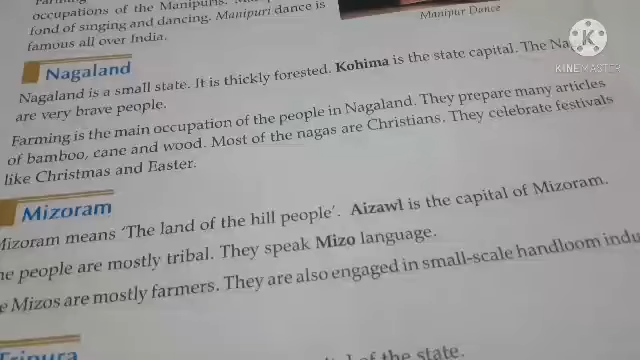 occupations of the Manipuris.
fond of singing and dancing. Manipuri dance is
famous all over India.
Manipur Dance
KINEMASTER
Nagaland
Nagaland is a small state. It is thickly forested. Kohima is the state capital. The
are very brave people.
Farming is the main occupation of the people in Nagaland. They prepare many articles
of bamboo, cane and wood. Most of the nagas are Christians. They celebrate festivals
like Christmas and Easter.
Mizoram
Mizoram means 'The land of the hill people'. Aizawl is the capital of Mizoram.
people are mostly tribal. They speak Mizo language.
Mizos are mostly farmers. They are also engaged in small-scale handloom
Tripura
of the state.